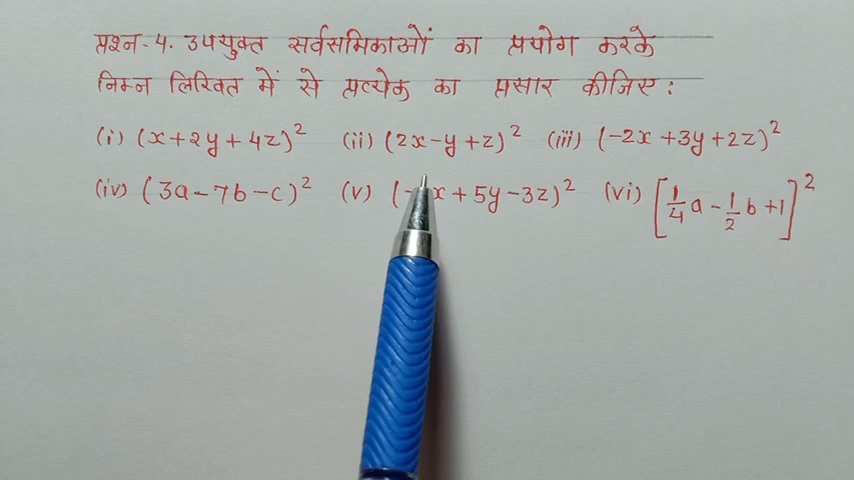 प्रश्न-4. उपयुक्त सर्वसमिकाओं का प्रयोग करके
निम्न लिखित में से प्रत्येक का प्रसार कीजिए:
(i) (x+2y+4z)² (ii) (2x-y+z)² (iii) (-2x+3y+2z)²
(iv) (3a-7b-c)² (v) (- x+5y-3z)² (vi) [1/4 a - 1/2 b +1]²